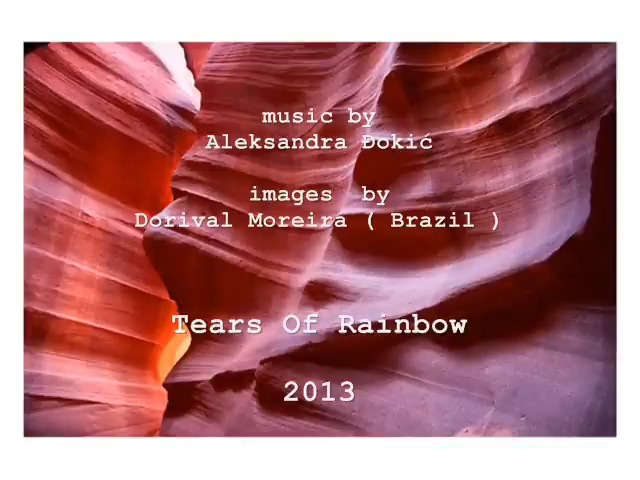 music by
Aleksandra Đokić
images by
Dorival Moreira ( Brazil )
Tears Of Rainbow
2013